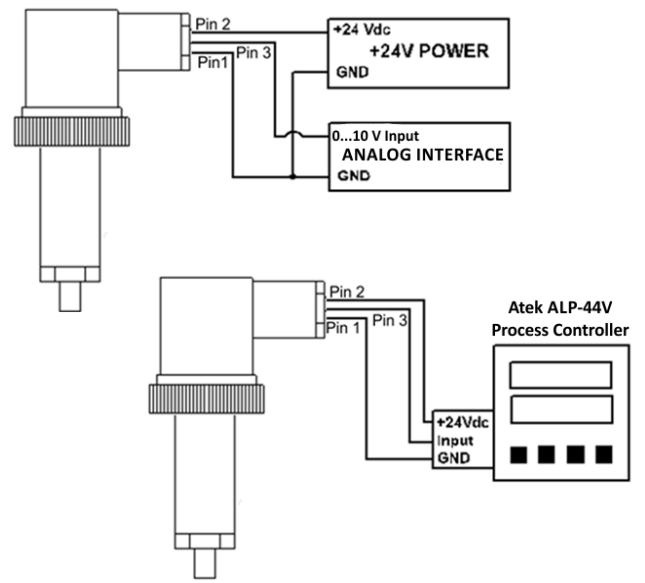 Pin 2
Pin 3
Pin1
+24 Vdc
+24V POWER
GND
0...10 V Input
ANALOG INTERFACE
GND
Pin 2
Pin 3
Pin 1
Atek ALP-44V
Process Controller
+24Vdc
Input
GND